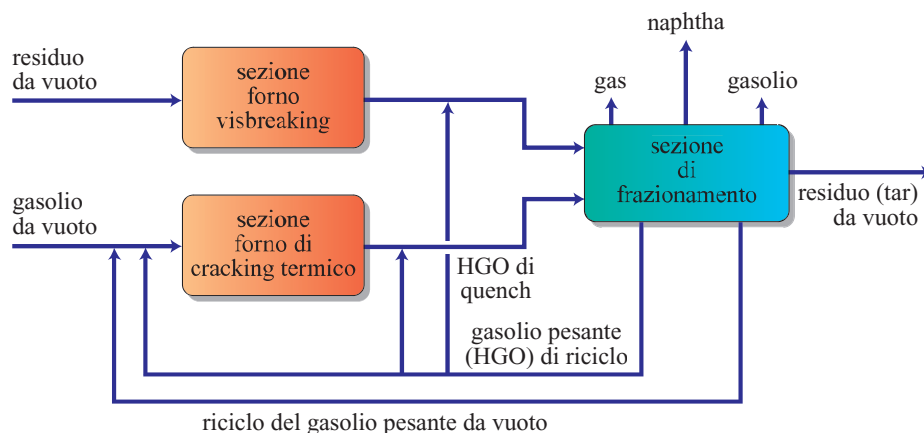 residuo
da vuoto
sezione
forno
visbreaking
naphtha
gas
gasolio
sezione
di
frazionamento
residuo (tar)
da vuoto
gasolio
da vuoto
sezione
forno di
cracking termico
HGO di
quench
gasolio pesante
(HGO) di riciclo
riciclo del gasolio pesante da vuoto